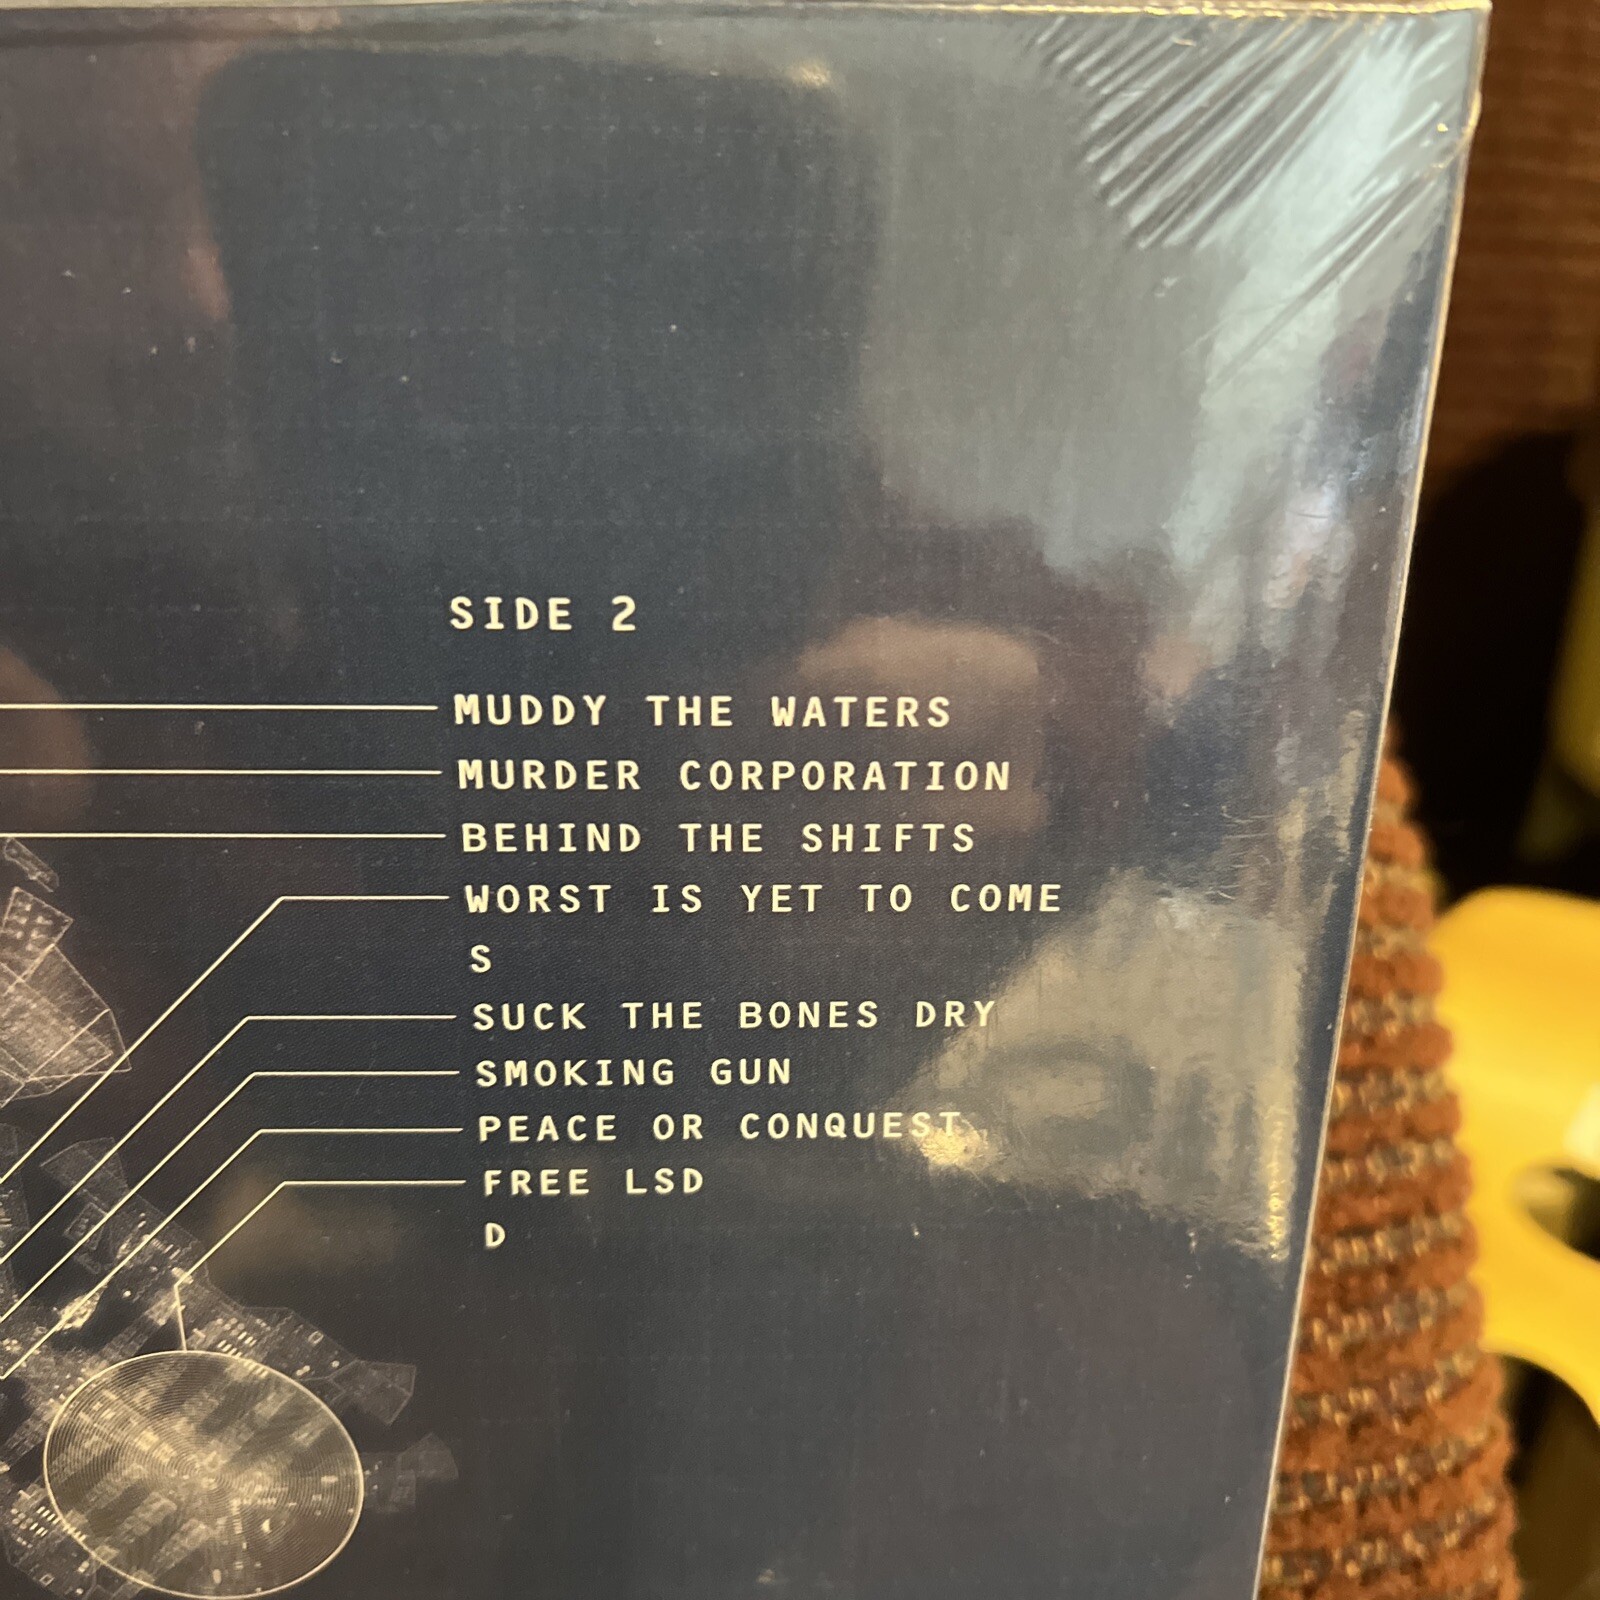 SIDE 2
MUDDY THE WATERS
MURDER CORPORATION
BEHIND THE SHIFTS
WORST IS YET TO COME
S
SUCK THE BONES DRY
SMOKING GUN
PEACE OR CONQUEST
FREE LSD
D